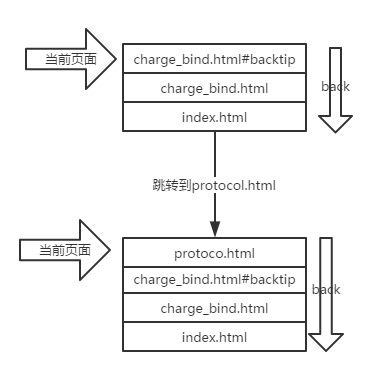 当前页面
charge_bind.html#backtip
charge_bind.html
index.html
back
跳转到protocol.html
当前页面
protoco.html
charge_bind.html#backtip
charge_bind.html
index.html
back